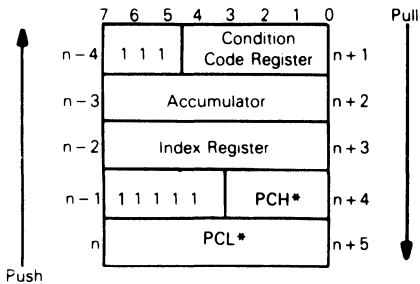 7 6 5 4 3 2 1 0 Pull
n-4 1 1 1 Condition Code Register n+1
n-3 Accumulator n+2
n-2 Index Register n+3
n-1 1 1 1 1 1 PCH* n+4
n PCL* n+5
Push